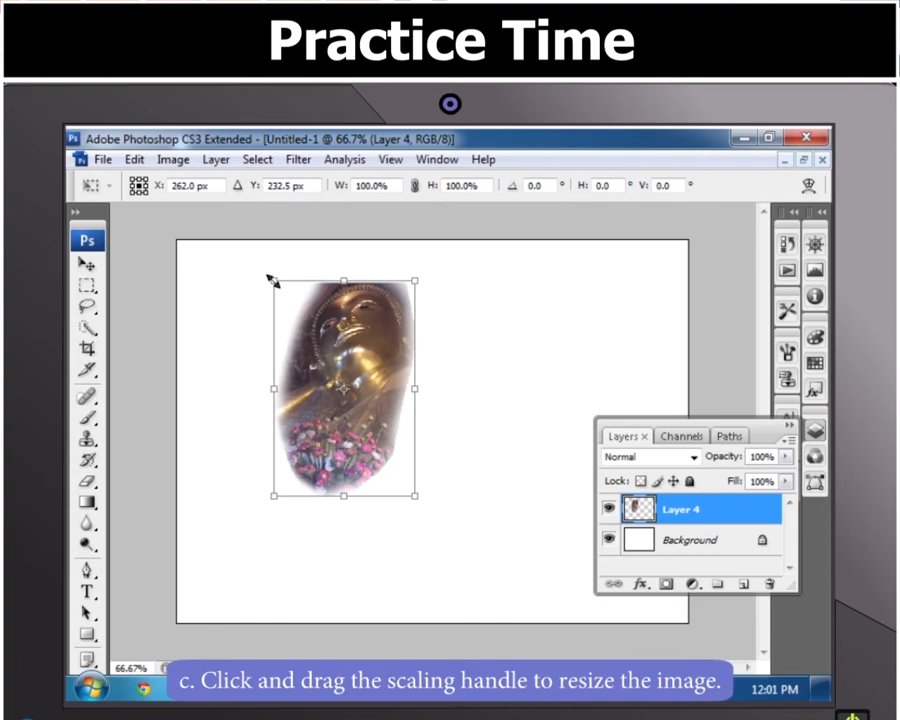 Practice Time
Ps Adobe Photoshop CS3 Extended - [Untitled-1 @ 66.7% (Layer 4, RGB/8)]
Ps File Edit Image Layer Select Filter Analysis View Window Help
X: 262.0 px Y: 232.5 px W: 100.0% H: 100.0% 0.0 ° H: 0.0 ° V: 0.0 °
Ps
T
Layers × Channels Paths
Normal Opacity: 100%
Lock: Fill: 100%
Layer 4
Background
fx
66.67%
c. Click and drag the scaling handle to resize the image.
12:01 PM